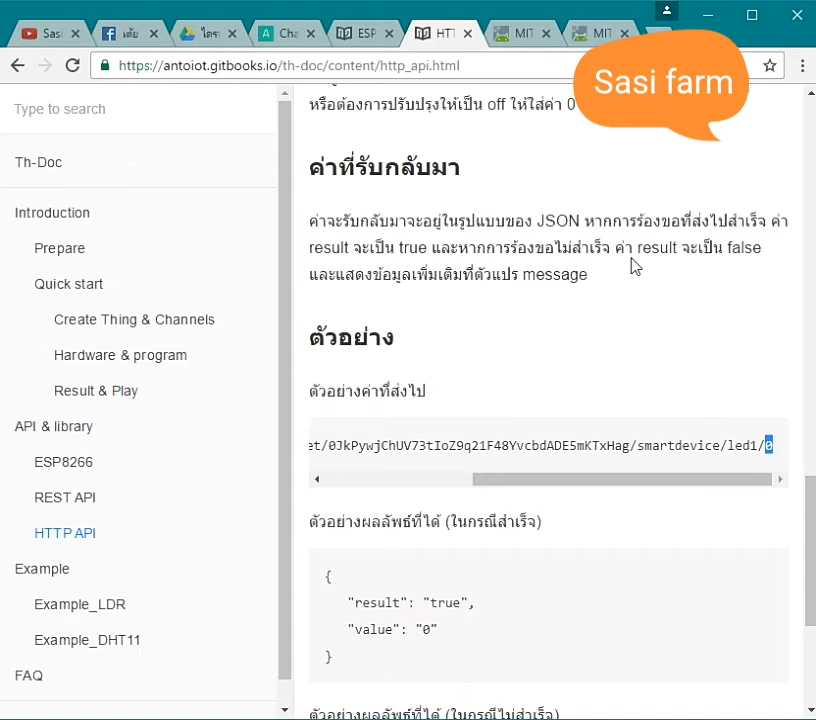 Sasi
เต้ม
ไดร
Cha
ESP
HTT
MIT
MIT
https://antoiot.gitbooks.io/th-doc/content/http_api.html
Sasi farm
Type to search
Th-Doc
Introduction
Prepare
Quick start
Create Thing & Channels
Hardware & program
Result & Play
API & library
ESP8266
REST API
HTTP API
Example
Example_LDR
Example_DHT11
FAQ
หรือต้องการปรับปรุงให้เป็น off ให้ใส่ค่า 0
ค่าที่รับกลับมา
ค่าจะรับกลับมาจะอยู่ในรูปแบบของ JSON หากการร้องขอที่ส่งไปสำเร็จ ค่า
result จะเป็น true และหากการร้องขอไม่สำเร็จ ค่า result จะเป็น false
และแสดงข้อมูลเพิ่มเติมที่ตัวแปร message
ตัวอย่าง
ตัวอย่างค่าที่ส่งไป
et/0JkPywjChUV73tIoZ9q21F48YvcbdADE5mKTxHag/smartdevice/led1/0
ตัวอย่างผลลัพธ์ที่ได้ (ในกรณีสำเร็จ)
{
"result": "true",
"value": "0"
}
ตัวอย่างผลลัพธ์ที่ได้ (ในกรณีไม่สำเร็จ)